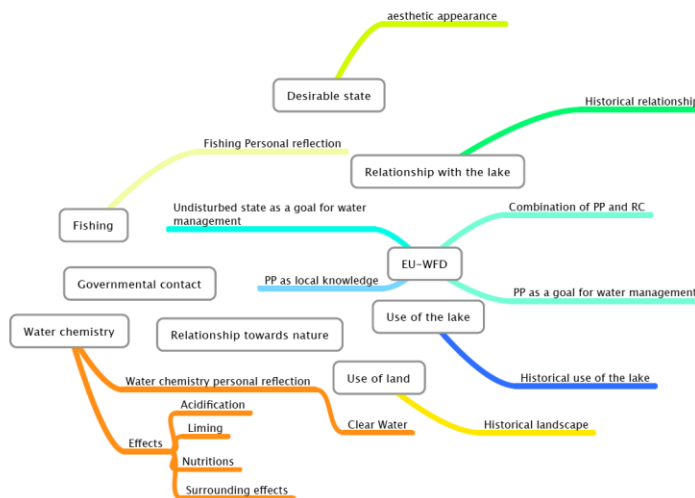 aesthetic appearance
Desirable state
Historical relationship
Fishing Personal reflection
Relationship with the lake
Undisturbed state as a goal for water
management
Combination of PP and RC
Fishing
EU-WFD
Governmental contact
PP as local knowledge
PP as a goal for water management
Use of the lake
Water chemistry
Relationship towards nature
Use of land
Water chemistry personal reflection
Historical use of the lake
Acidification
Liming
Clear Water
Historical landscape
Effects
Nutritions
Surrounding effects